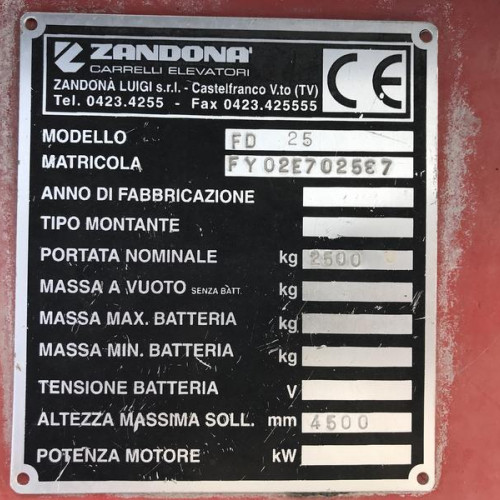 ZANDONA'
CARRELLI ELEVATORI
ZANDONÀ LUIGI s.r.l. - Castelfranco V.to (TV)
Tel. 0423.4255 - Fax 0423.425555
CE
MODELLO FD 25
MATRICOLA FY02E702587
ANNO DI FABBRICAZIONE
TIPO MONTANTE
PORTATA NOMINALE kg 2500
MASSA A VUOTO SENZA BATT. kg
MASSA MAX. BATTERIA kg
MASSA MIN. BATTERIA kg
TENSIONE BATTERIA V
ALTEZZA MASSIMA SOLL. mm 4500
POTENZA MOTORE kW